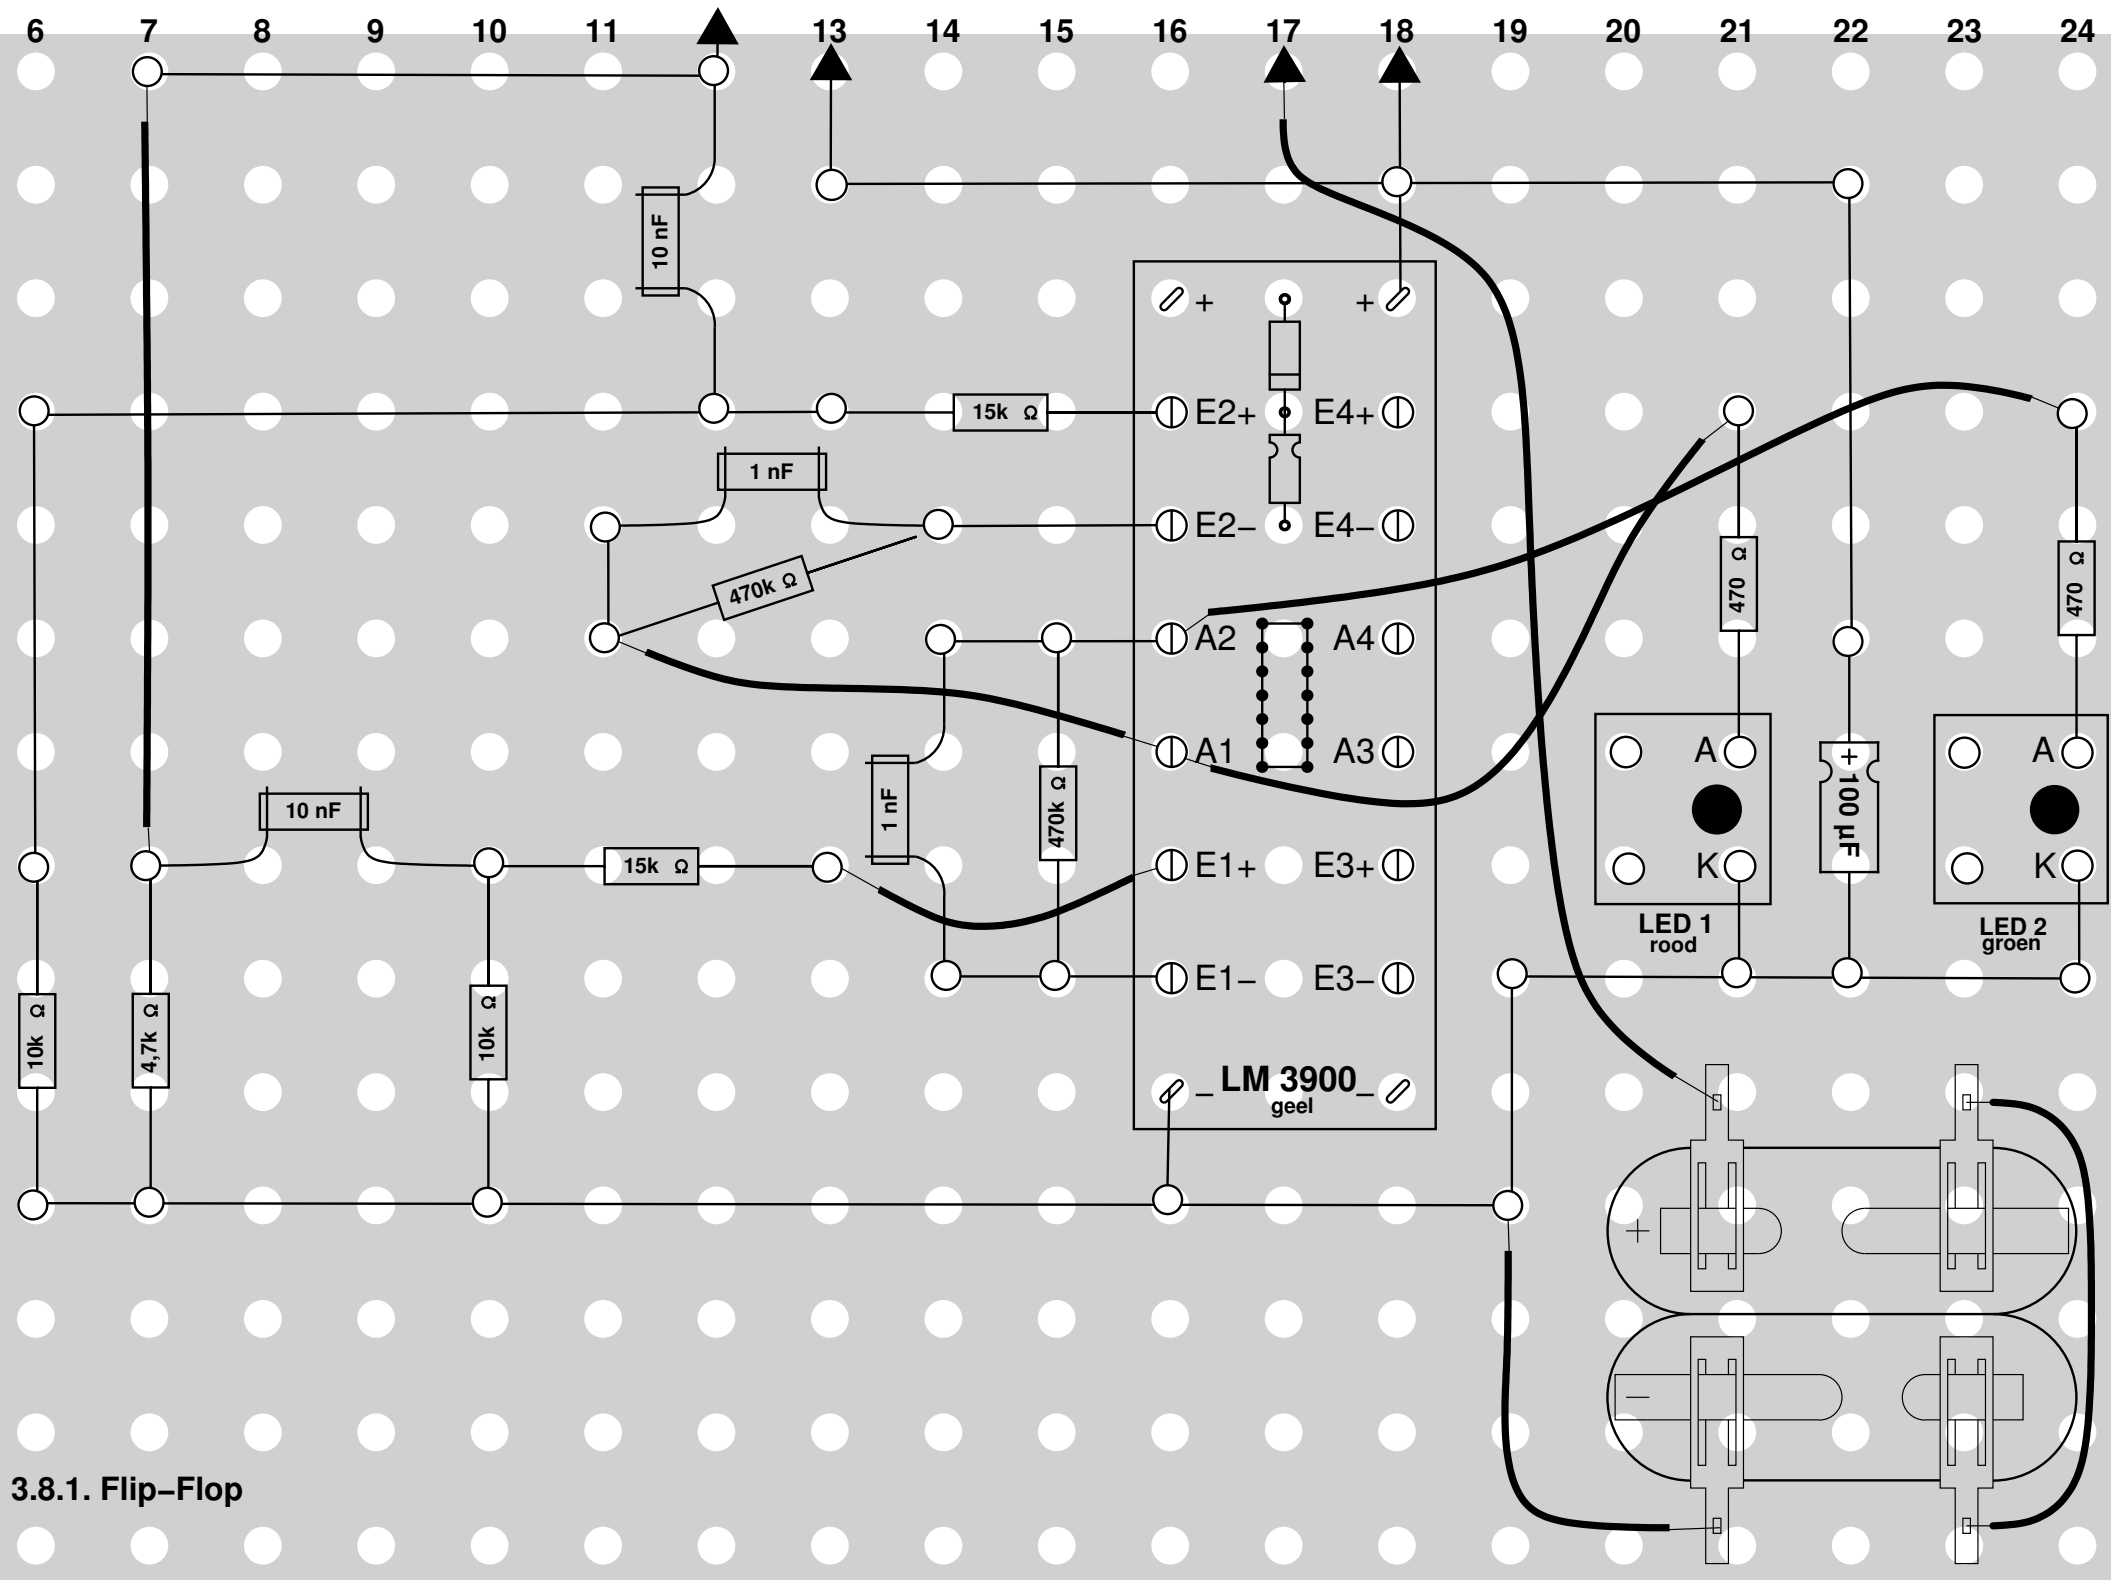 6 7 8 9 10 11 13 14 15 16 17 18 19 20 21 22 23 24
10 nF
+ +
15k Ω
E2+ E4+
1 nF
E2– E4–
470k Ω
470 Ω
470 Ω
A2 A4
A1 A3
A
+
A
10 nF
1 nF
470k Ω
100 µF
15k Ω
E1+ E3+
K
K
LED 1
rood
LED 2
groen
E1– E3–
10k Ω
4,7k Ω
10k Ω
– LM 3900 –
geel
+
–
3.8.1. Flip–Flop